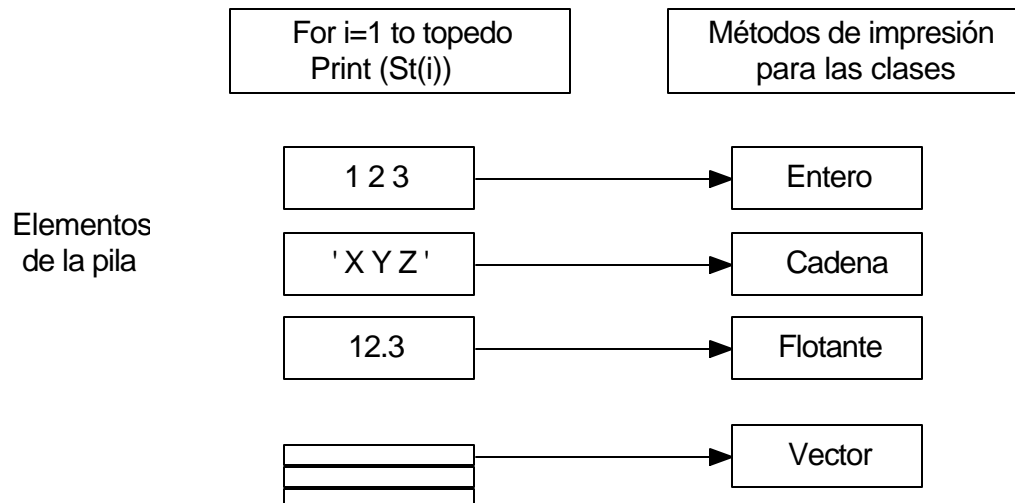 For i=1 to topedo
Print (St(i))
Métodos de impresión
para las clases
Elementos
de la pila
1 2 3
Entero
' X Y Z '
Cadena
12.3
Flotante
Vector